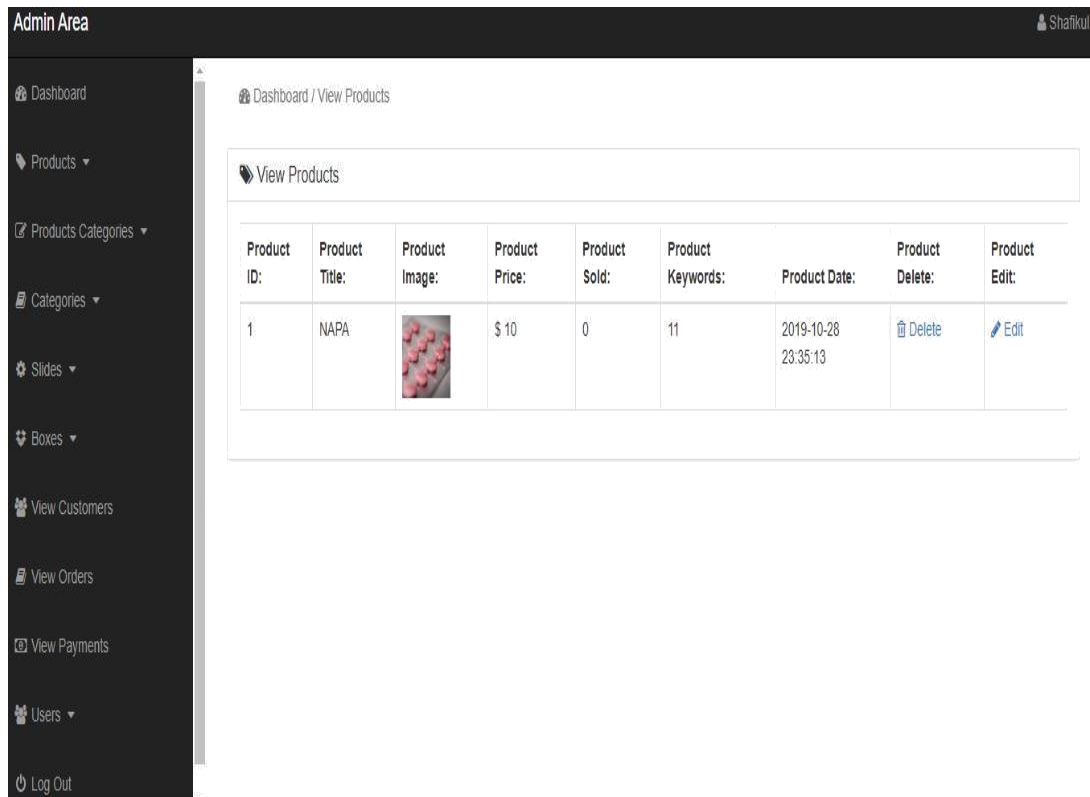 Admin Area
Shafikul
Dashboard
Products
Products Categories
Categories
Slides
Boxes
View Customers
View Orders
View Payments
Users
Log Out
Dashboard / View Products
View Products
Product ID:
Product Title:
Product Image:
Product Price:
Product Sold:
Product Keywords:
Product Date:
Product Delete:
Product Edit:
1
NAPA
$ 10
0
11
2019-10-28
23:35:13
Delete
Edit